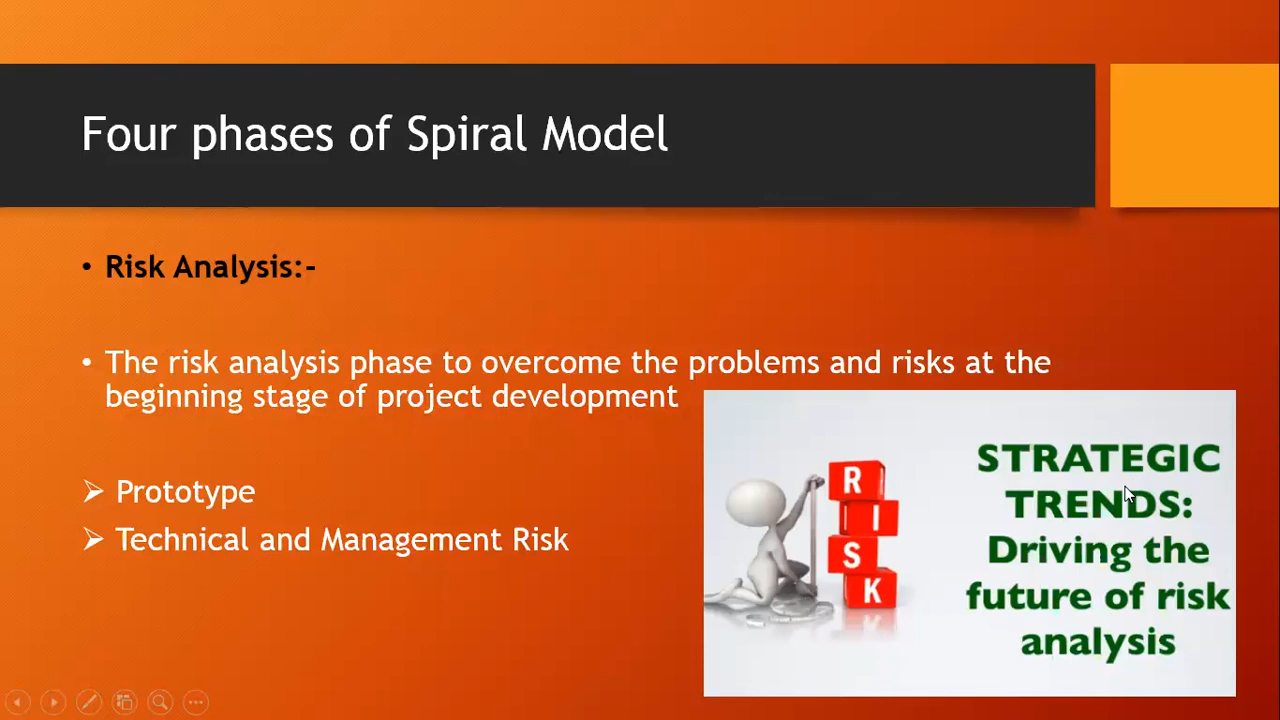 Four phases of Spiral Model
• Risk Analysis:-
• The risk analysis phase to overcome the problems and risks at the
beginning stage of project development
➢ Prototype
➢ Technical and Management Risk
R
I
S
K
STRATEGIC
TRENDS:
Driving the
future of risk
analysis